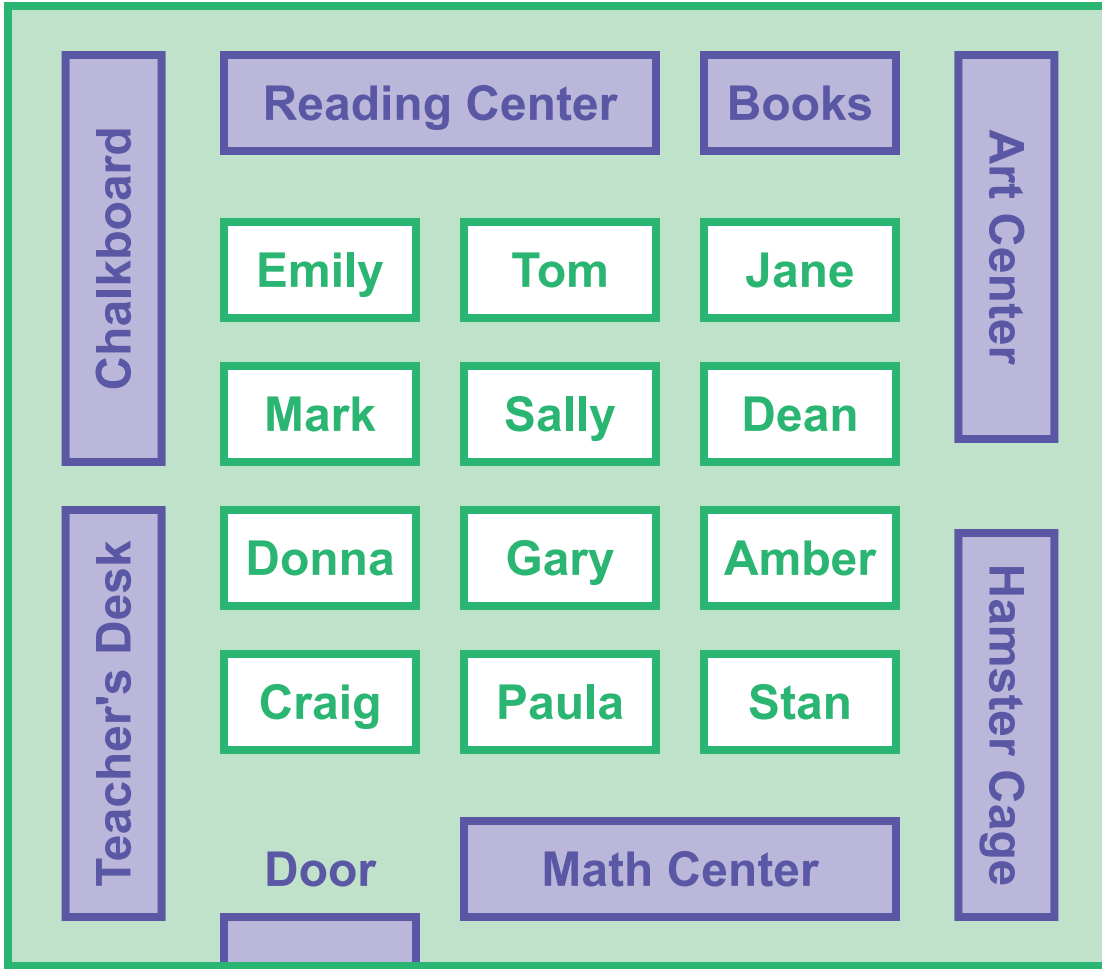 Chalkboard
Reading Center
Books
Art Center
Emily
Tom
Jane
Mark
Sally
Dean
Teacher's Desk
Donna
Gary
Amber
Hamster Cage
Craig
Paula
Stan
Door
Math Center